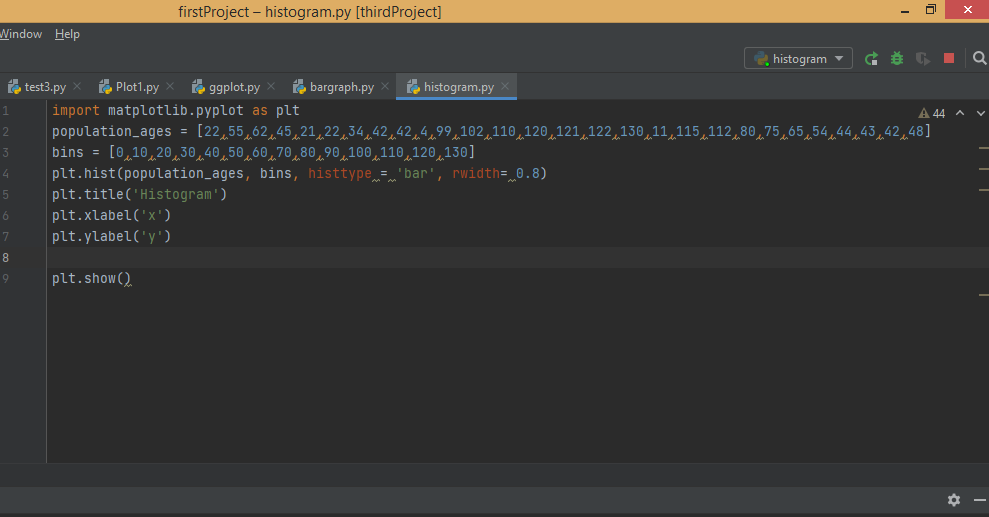 firstProject – histogram.py [thirdProject]
Window Help
histogram
test3.py Plot1.py ggplot.py bargraph.py histogram.py
1 import matplotlib.pyplot as plt
44
2 population_ages = [22,55,62,45,21,22,34,42,42,4,99,102,110,120,121,122,130,11,115,112,80,75,65,54,44,43,42,48]
3 bins = [0,10,20,30,40,50,60,70,80,90,100,110,120,130]
4 plt.hist(population_ages, bins, histtype = 'bar', rwidth= 0.8)
5 plt.title('Histogram')
6 plt.xlabel('x')
7 plt.ylabel('y')
8
9 plt.show()